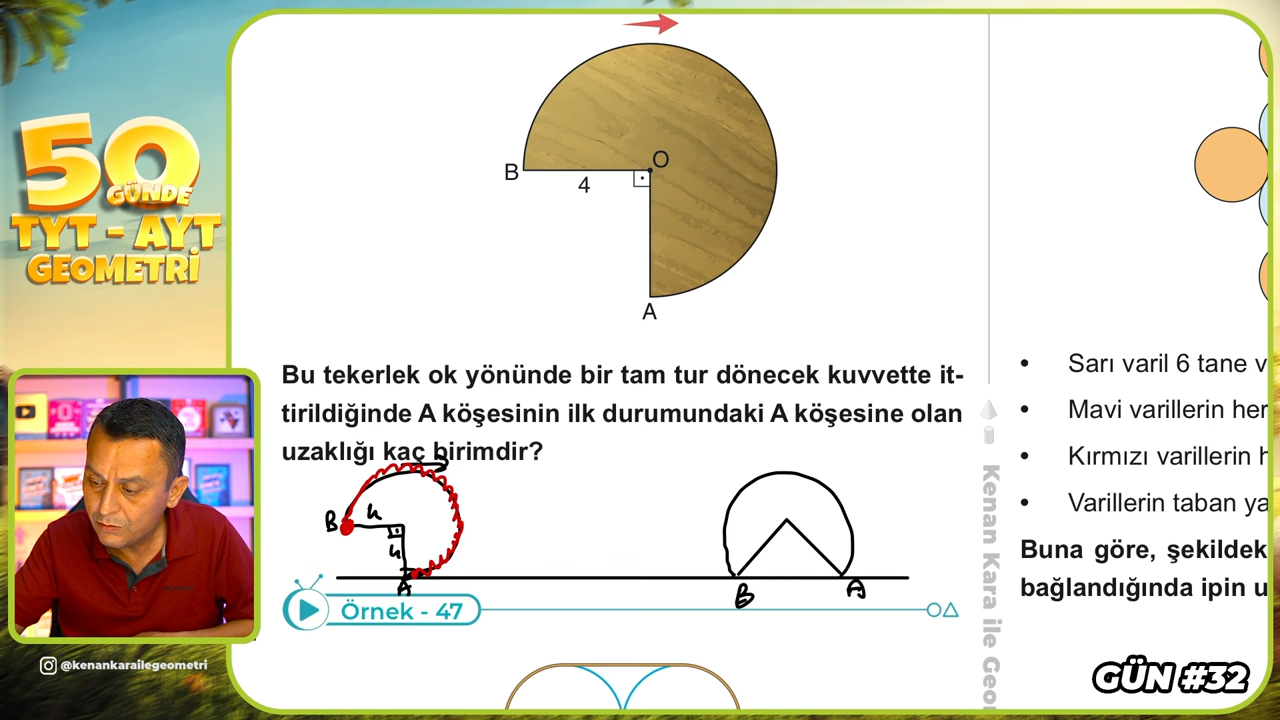 50
GÜNDE
TYT - AYT
GEOMETRİ
@kenankarailegeometri
B
O
4
A
Bu tekerlek ok yönünde bir tam tur dönecek kuvvette it-
tirildiğinde A köşesinin ilk durumundaki A köşesine olan
uzaklığı kaç birimdir?
B
4
4
A
B
A
Örnek - 47
Kenan Kara ile Geo
• Sarı varil 6 tane v
• Mavi varillerin her
• Kırmızı varillerin h
• Varillerin taban ya
Buna göre, şekildek
bağlandığında ipin u
GÜN #32